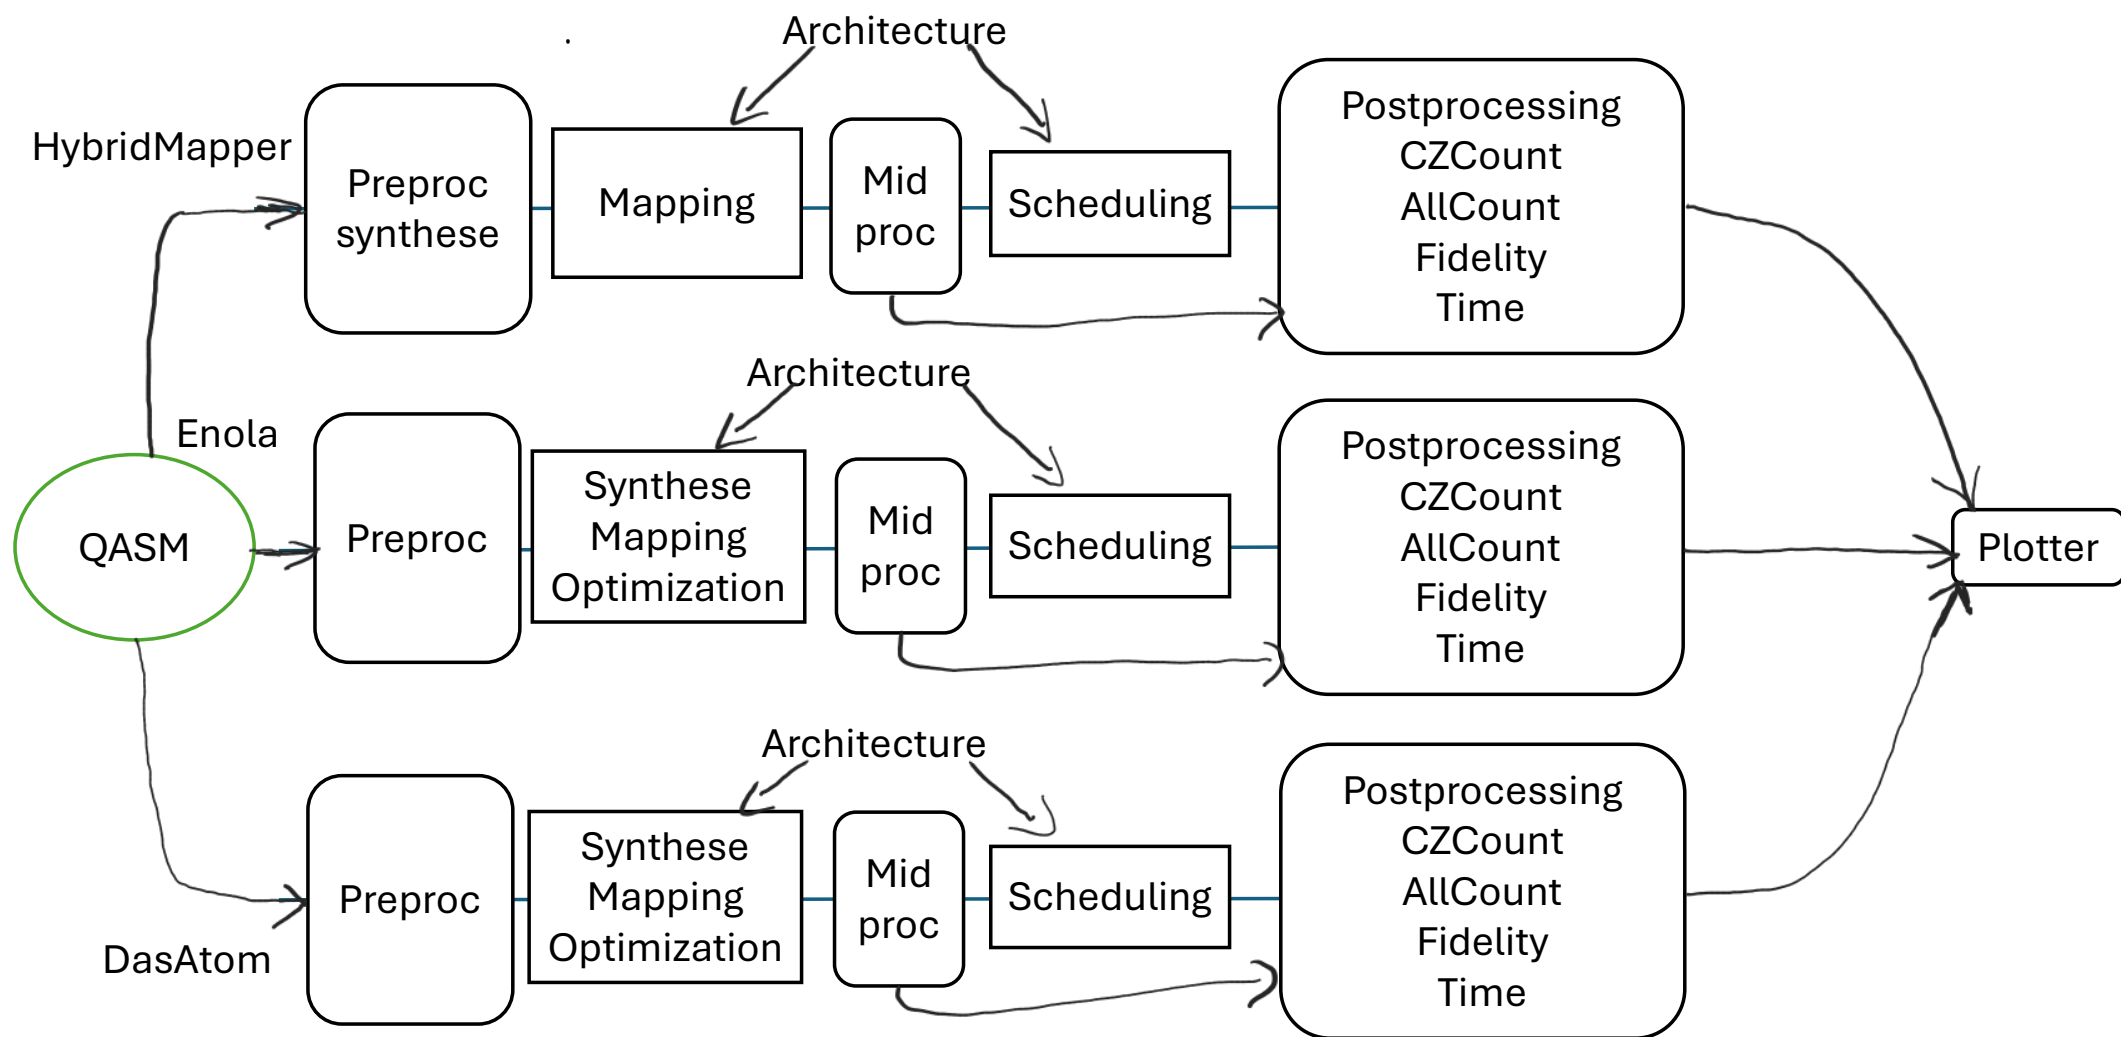 Architecture
HybridMapper
Preproc
synthese
Mapping
Mid
proc
Scheduling
Postprocessing
CZCount
AllCount
Fidelity
Time
Architecture
Enola
QASM
Preproc
Synthese
Mapping
Optimization
Mid
proc
Scheduling
Postprocessing
CZCount
AllCount
Fidelity
Time
Plotter
Architecture
DasAtom
Preproc
Synthese
Mapping
Optimization
Mid
proc
Scheduling
Postprocessing
CZCount
AllCount
Fidelity
Time